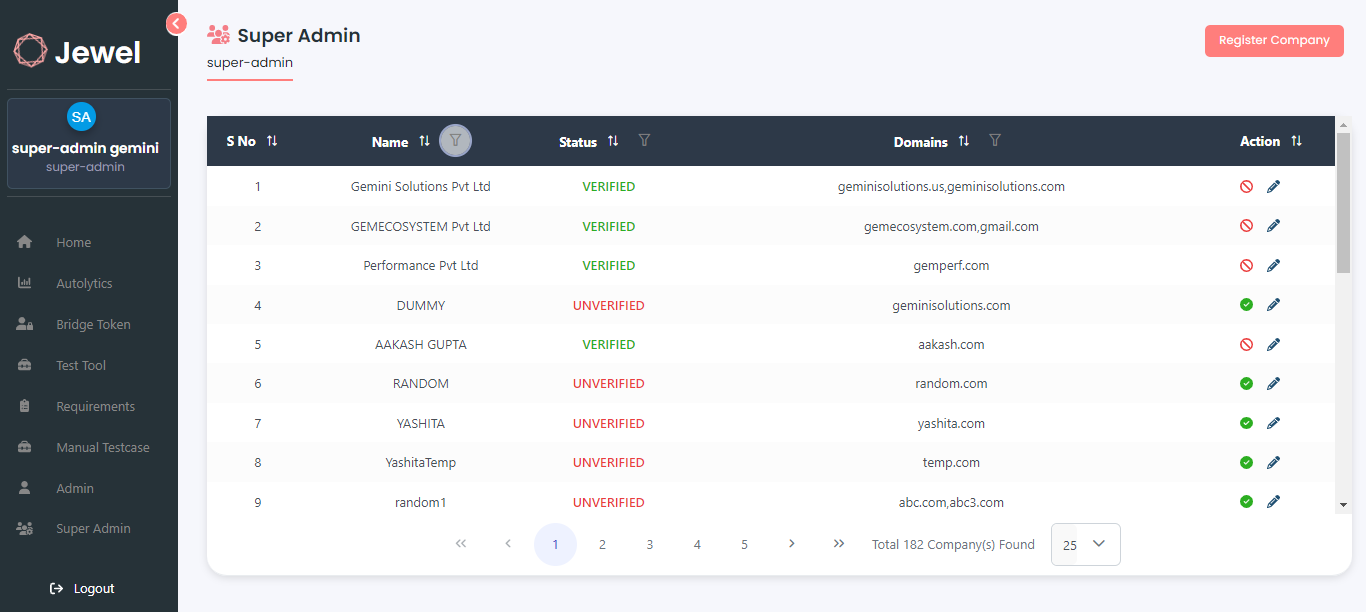 Jewel
SA
super-admin gemini
super-admin
Home
Autolytics
Bridge Token
Test Tool
Requirements
Manual Testcase
Admin
Super Admin
Logout
Super Admin
super-admin
Register Company
S No Name Status Domains Action
1 Gemini Solutions Pvt Ltd VERIFIED geminisolutions.us,geminisolutions.com
2 GEMECOSYSTEM Pvt Ltd VERIFIED gemecosystem.com,gmail.com
3 Performance Pvt Ltd VERIFIED gemperf.com
4 DUMMY UNVERIFIED geminisolutions.com
5 AAKASH GUPTA VERIFIED aakash.com
6 RANDOM UNVERIFIED random.com
7 YASHITA UNVERIFIED yashita.com
8 YashitaTemp UNVERIFIED temp.com
9 random1 UNVERIFIED abc.com,abc3.com
« ‹ 1 2 3 4 5 › » Total 182 Company(s) Found 25